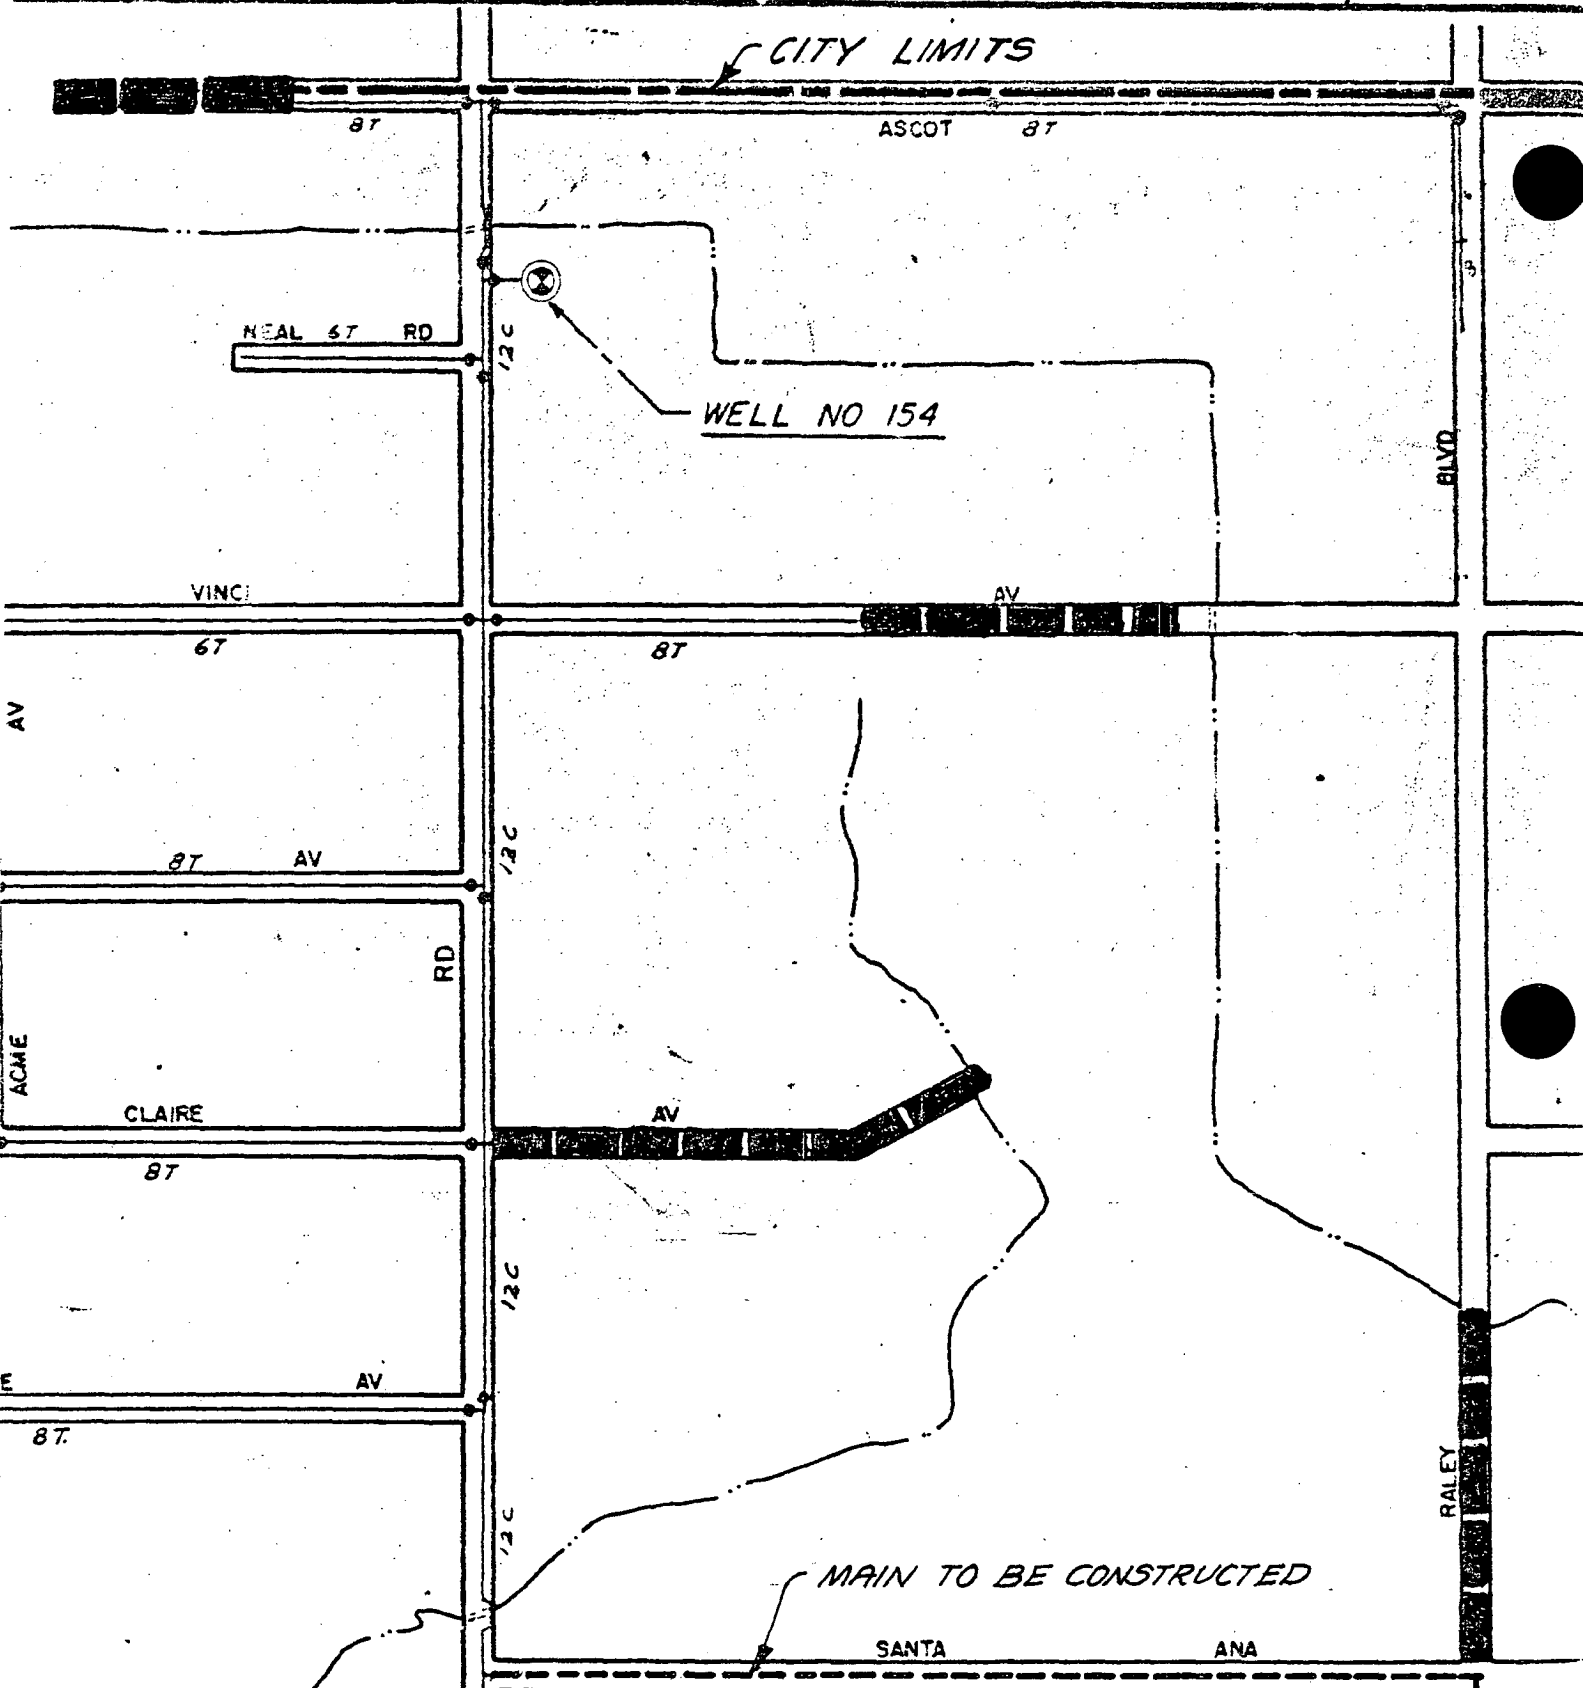 CITY LIMITS
8T
ASCOT 8T
NEAL 6T RD
12C
WELL NO 154
BLVD
VINCI
AV
6T
8T
AV
12C
8T AV
RD
ACME
CLAIRE
AV
8T
12C
AV
8T.
RALEY
12C
MAIN TO BE CONSTRUCTED
SANTA ANA